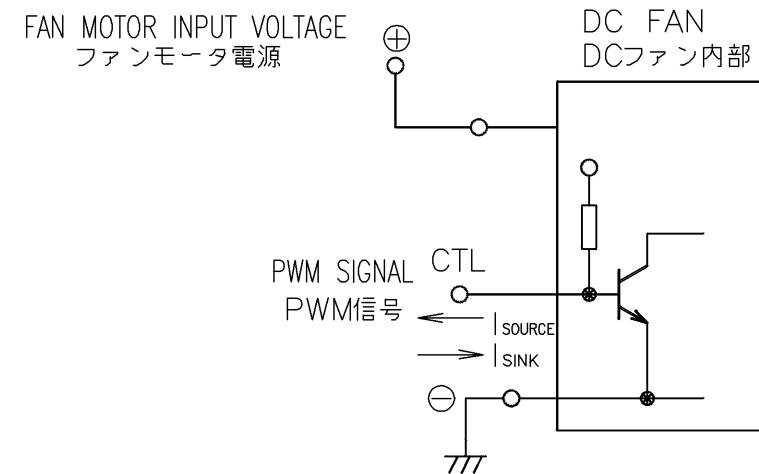 FAN MOTOR INPUT VOLTAGE
ファンモータ電源
⊕
DC FAN
DCファン内部
CTL
PWM SIGNAL
PWM信号
I SOURCE
I SINK
⊖